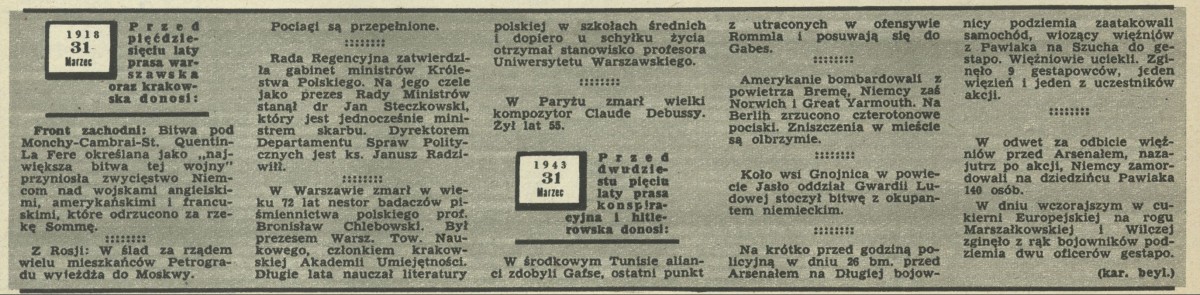 1918
31
Marzec
Przed
pięćdzie-
sięciu laty
prasa war-
szawska
oraz krakow-
ska donosi:
Front zachodni: Bitwa pod
Monchy-Cambrai-St. Quentin-
La Fere określana jako „naj-
większa bitwa tej wojny"
przyniosła zwycięstwo Niem-
com nad wojskami angielski-
mi, amerykańskimi i francu-
skimi, które odrzucono za rze-
kę Sommę.
Z Rosji: W ślad za rządem
wielu mieszkańców Petrogra-
du wyjeżdża do Moskwy.
Pociągi są przepełnione.
Rada Regencyjna zatwierdzi-
ła gabinet ministrów Króle-
stwa Polskiego. Na jego czele
jako prezes Rady Ministrów
stanął dr Jan Steczkowski,
który jest jednocześnie mini-
strem skarbu. Dyrektorem
Departamentu Spraw Polity-
cznych jest ks. Janusz Radzi-
wiłł.
W Warszawie zmarł w wie-
ku 72 lat nestor badaczów pi-
śmiennictwa polskiego prof.
Bronisław Chlebowski. Był
prezesem Warsz. Tow. Nau-
kowego, członkiem krakow-
skiej Akademii Umiejętności.
Długie lata nauczał literatury
polskiej w szkołach średnich
i dopiero u schyłku życia
otrzymał stanowisko profesora
Uniwersytetu Warszawskiego.
W Paryżu zmarł wielki
kompozytor Claude Debussy.
Żył lat 55.
1943
31
Marzec
Przed
dwudzie-
stu pięciu
laty prasa
konspira-
cyjna i hitle-
rowska donosi:
W środkowym Tunisie alian-
ci zdobyli Gafse, ostatni punkt
z utraconych w ofensywie
Rommla i posuwają się do
Gabes.
Amerykanie bombardowali z
powietrza Bremę, Niemcy zaś
Norwich i Great Yarmouth. Na
Berlin zrzucono czterotonowe
pociski. Zniszczenia w mieście
są olbrzymie.
Koło wsi Gnojnica w powie-
cie Jasło oddział Gwardii Lu-
dowej stoczył bitwę z okupan-
tem niemieckim.
Na krótko przed godziną po-
licyjną w dniu 26 bm. przed
Arsenałem na Długiej bojow-
nicy podziemia zaatakowali
samochód, wiozący więźniów
z Pawiaka na Szucha do ge-
stapo. Więźniowie uciekli. Zgi-
nęło 9 gestapowców, jeden
więzień i jeden z uczestników
akcji.
W odwet za odbicie więź-
niów przed Arsenałem, naza-
jutrz po akcji, Niemcy zamor-
dowali na dziedzińcu Pawiaka
140 osób.
W dniu wczorajszym w cu-
kierni Europejskiej na rogu
Marszałkowskiej i Wilczej
zginęło z rąk bojowników pod-
ziemia dwu oficerów gestapo.
(kar. beyl.)